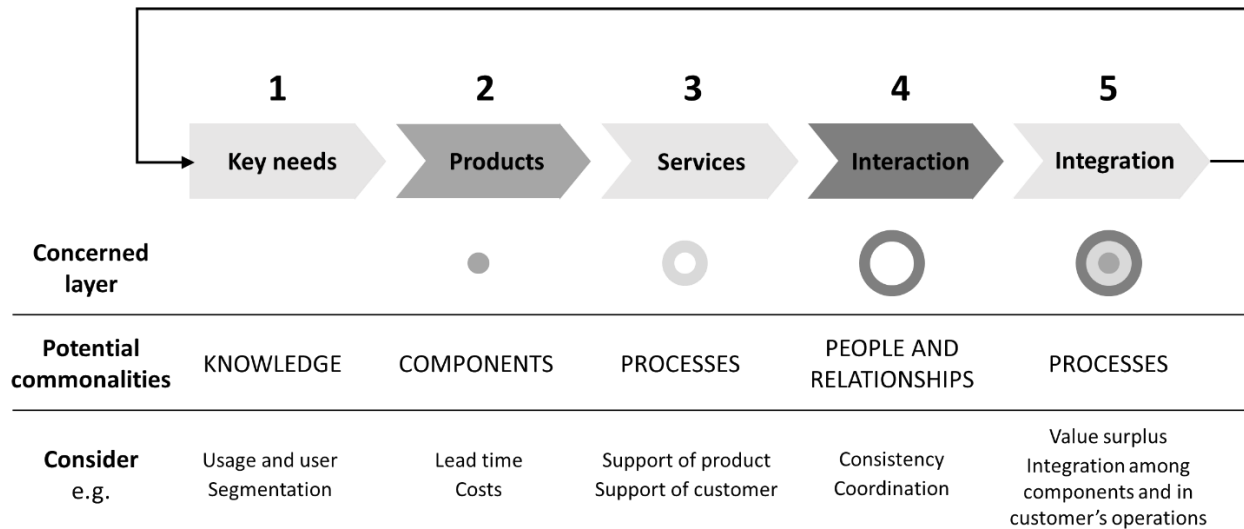 1 2 3 4 5
Key needs Products Services Interaction Integration
Concerned
layer
Potential
commonalities
KNOWLEDGE COMPONENTS PROCESSES
PEOPLE AND
RELATIONSHIPS
PROCESSES
Consider
e.g.
Usage and user
Segmentation
Lead time
Costs
Support of product
Support of customer
Consistency
Coordination
Value surplus
Integration among
components and in
customer's operations